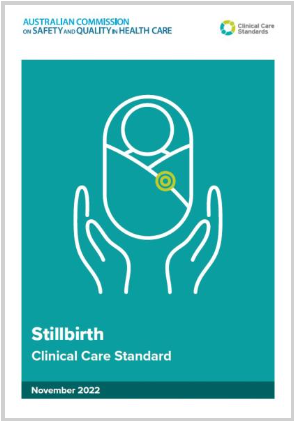 AUSTRALIAN COMMISSION
ON SAFETY AND QUALITY IN HEALTH CARE
Clinical Care
Standards
Stillbirth
Clinical Care Standard
November 2022